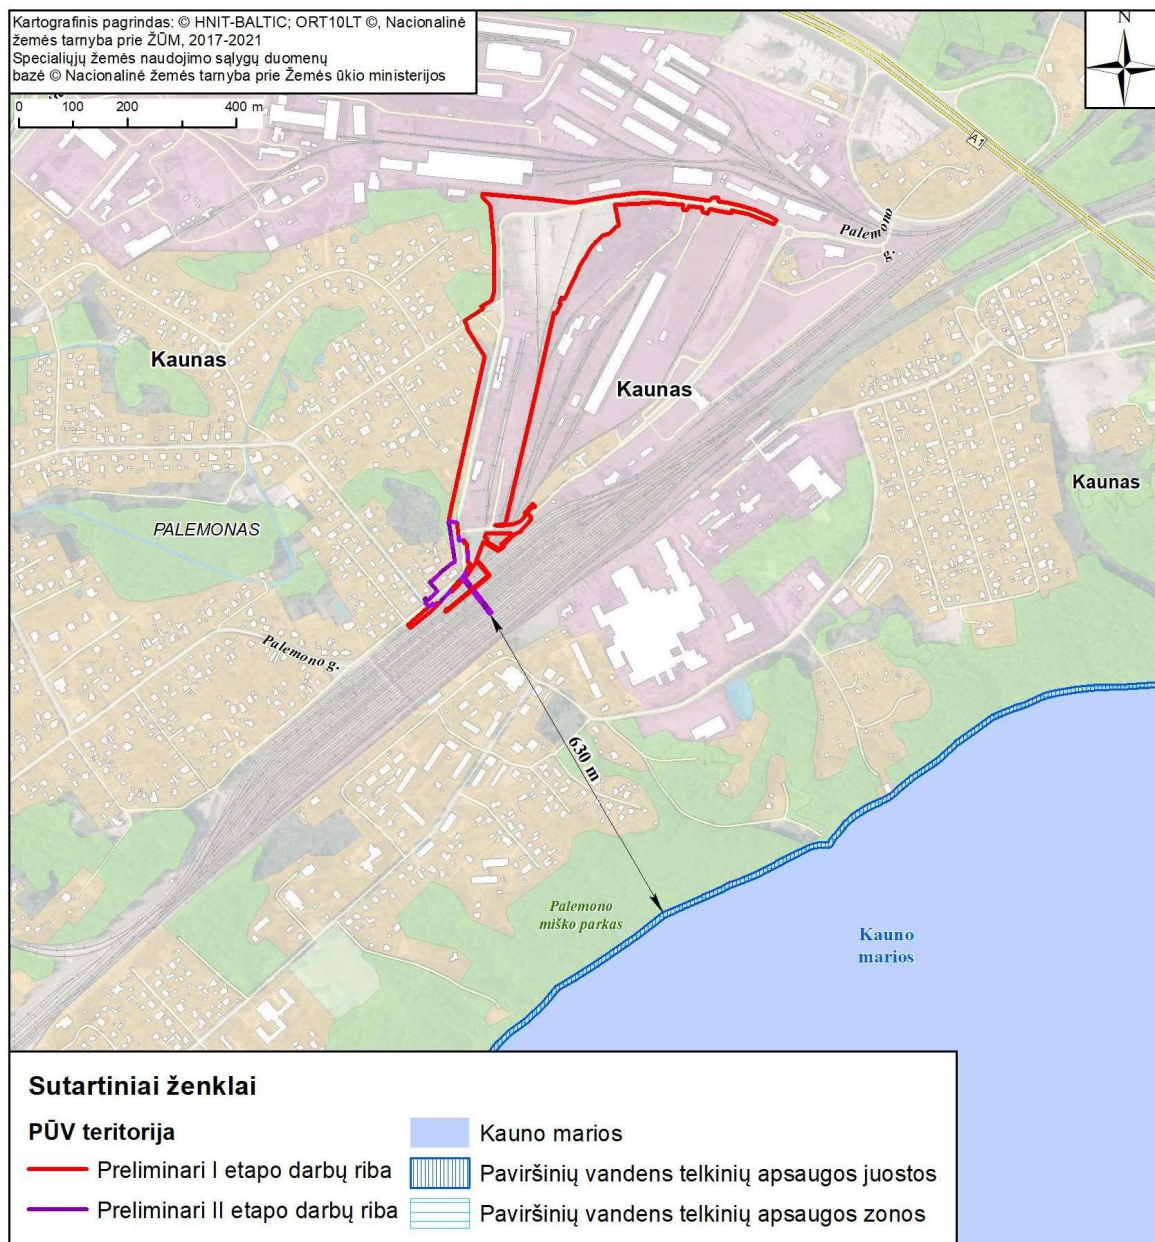 Kartografinis pagrindas: © HNIT-BALTIC; ORT10LT ©, Nacionalinė
žemės tarnyba prie ŽŪM, 2017-2021
Specialiųjų žemės naudojimo sąlygų duomenų
bazė © Nacionalinė žemės tarnyba prie Žemės ūkio ministerijos
0 100 200 400 m
N
A1
Palemono
g.
Kaunas
Kaunas
Kaunas
PALEMONAS
Palemono g.
630 m
Palemono
miško parkas
Kauno
marios
Sutartiniai ženklai
PŪV teritorija
Preliminari I etapo darbų riba
Preliminari II etapo darbų riba
Kauno marios
Paviršinių vandens telkinių apsaugos juostos
Paviršinių vandens telkinių apsaugos zonos